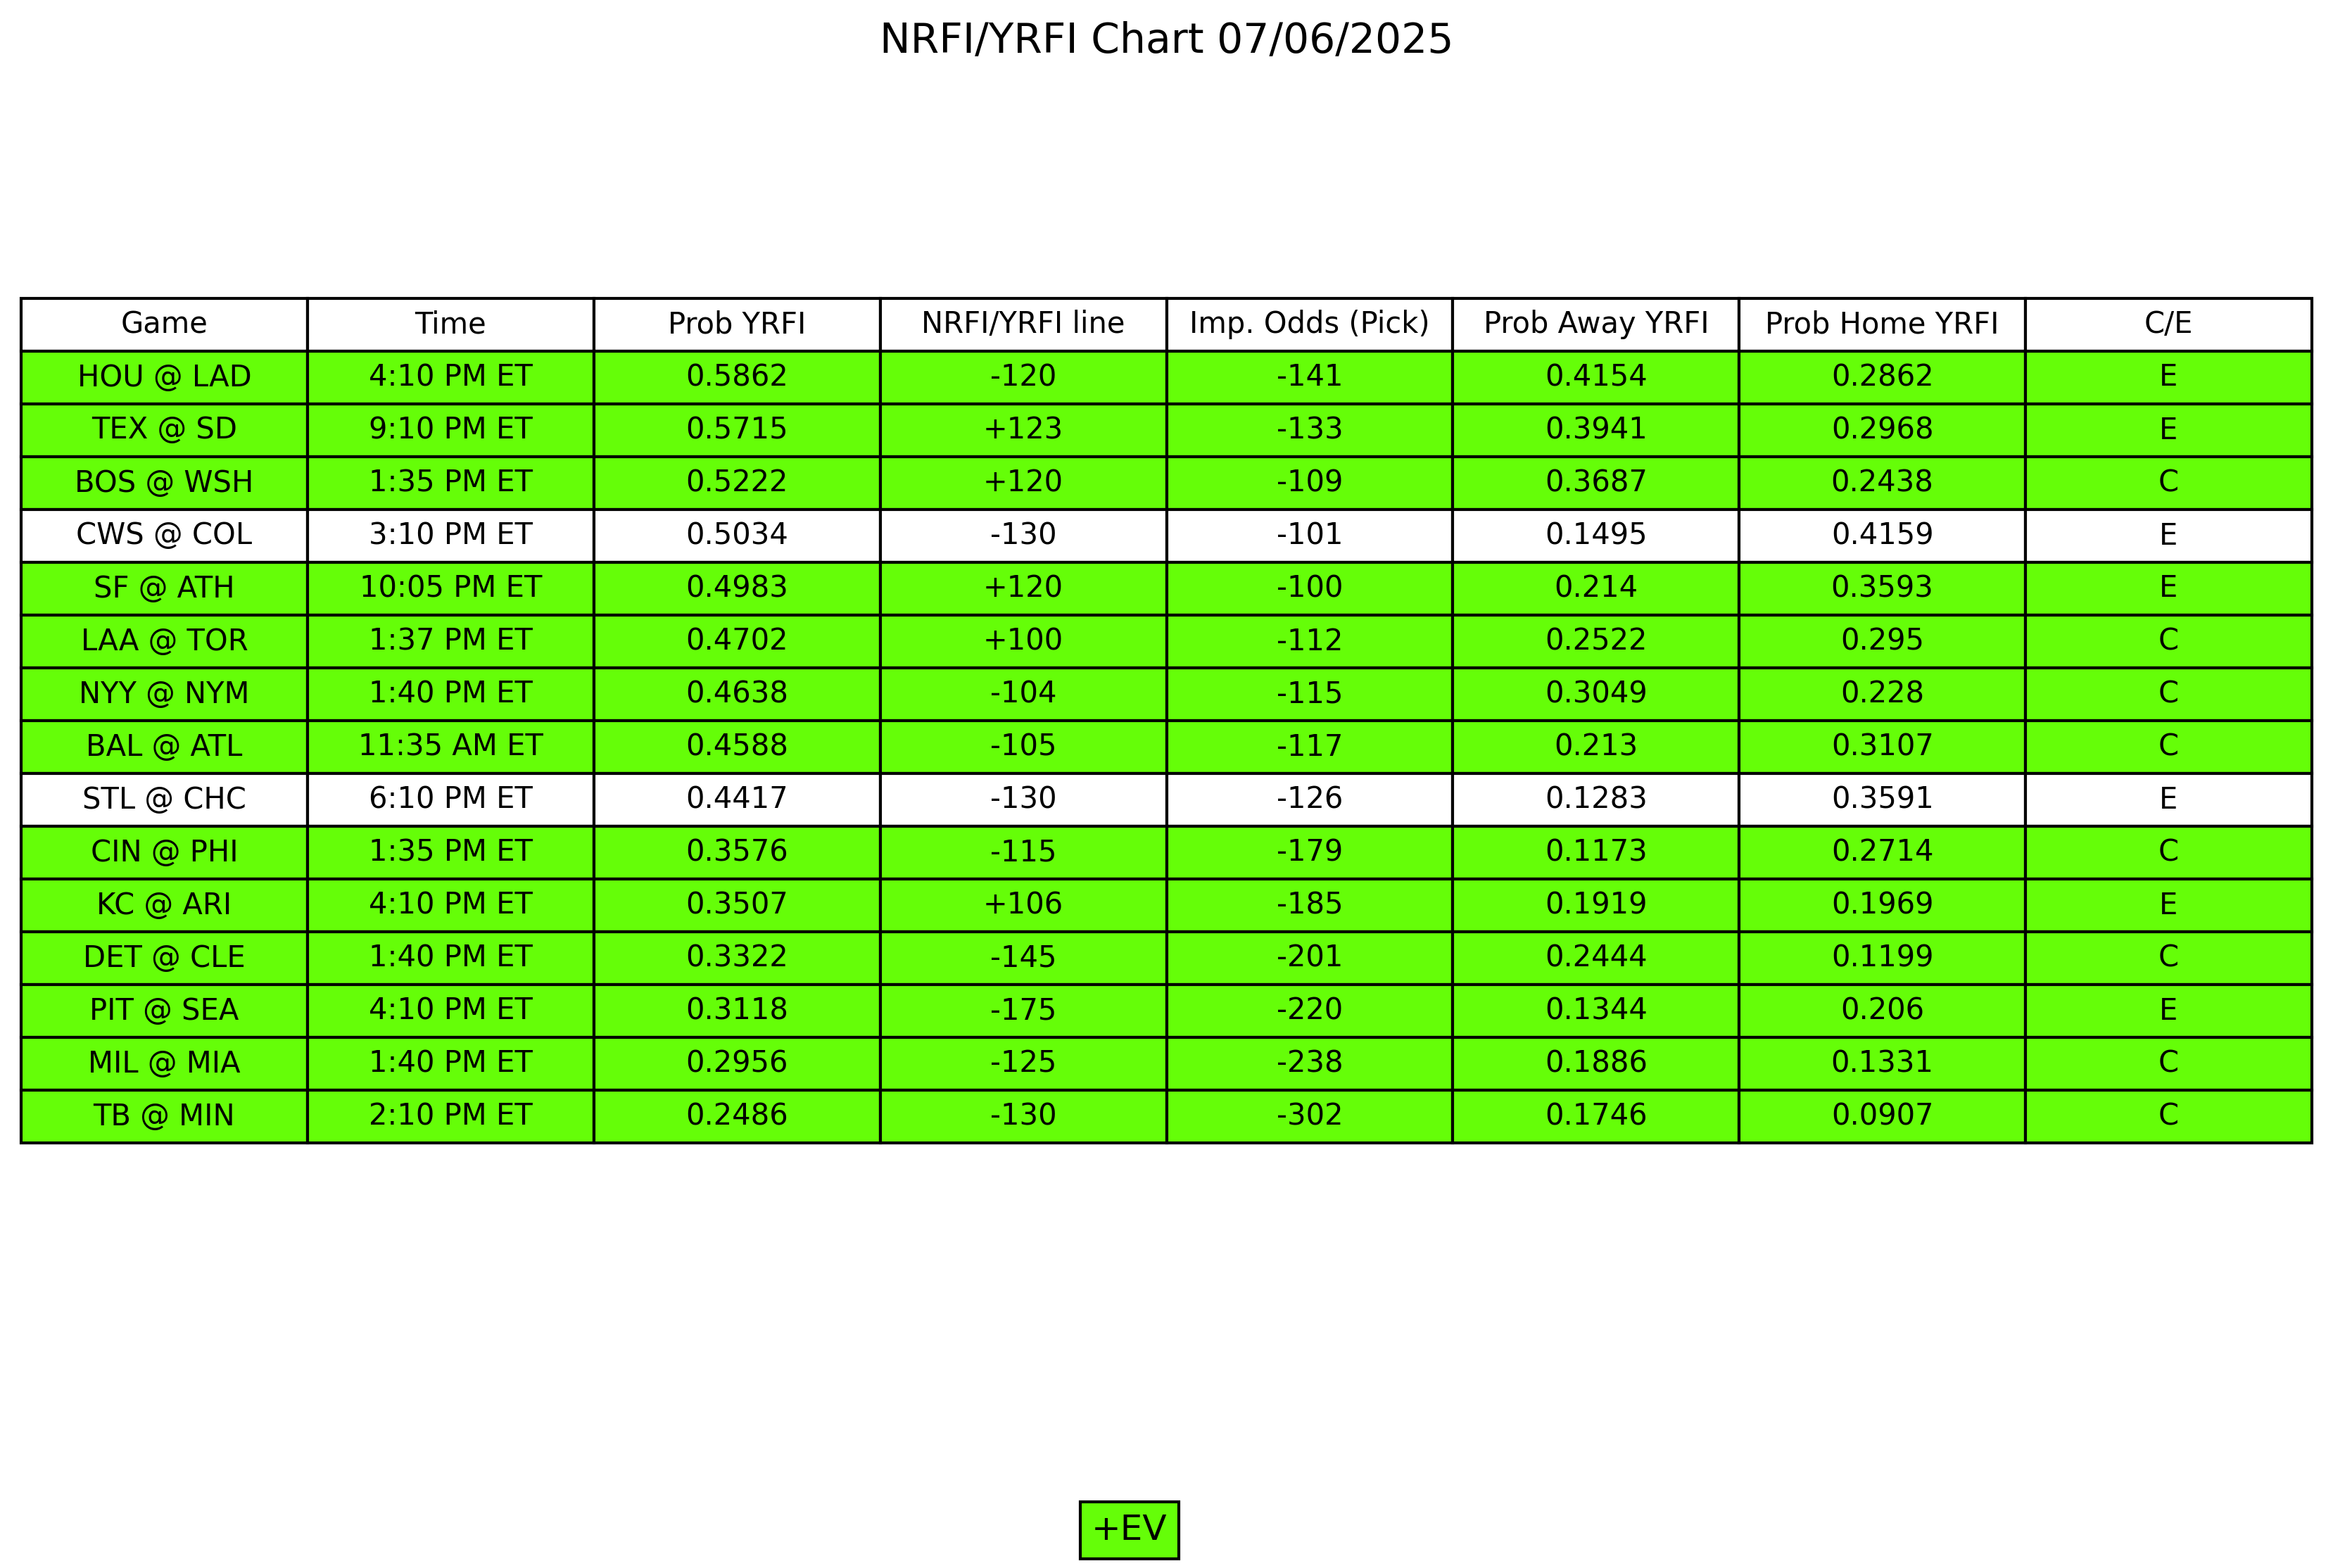 NRFI/YRFI Chart 07/06/2025
Game Time Prob YRFI NRFI/YRFI line Imp. Odds (Pick) Prob Away YRFI Prob Home YRFI C/E
HOU @ LAD 4:10 PM ET 0.5862 -120 -141 0.4154 0.2862 E
TEX @ SD 9:10 PM ET 0.5715 +123 -133 0.3941 0.2968 E
BOS @ WSH 1:35 PM ET 0.5222 +120 -109 0.3687 0.2438 C
CWS @ COL 3:10 PM ET 0.5034 -130 -101 0.1495 0.4159 E
SF @ ATH 10:05 PM ET 0.4983 +120 -100 0.214 0.3593 E
LAA @ TOR 1:37 PM ET 0.4702 +100 -112 0.2522 0.295 C
NYY @ NYM 1:40 PM ET 0.4638 -104 -115 0.3049 0.228 C
BAL @ ATL 11:35 AM ET 0.4588 -105 -117 0.213 0.3107 C
STL @ CHC 6:10 PM ET 0.4417 -130 -126 0.1283 0.3591 E
CIN @ PHI 1:35 PM ET 0.3576 -115 -179 0.1173 0.2714 C
KC @ ARI 4:10 PM ET 0.3507 +106 -185 0.1919 0.1969 E
DET @ CLE 1:40 PM ET 0.3322 -145 -201 0.2444 0.1199 C
PIT @ SEA 4:10 PM ET 0.3118 -175 -220 0.1344 0.206 E
MIL @ MIA 1:40 PM ET 0.2956 -125 -238 0.1886 0.1331 C
TB @ MIN 2:10 PM ET 0.2486 -130 -302 0.1746 0.0907 C
+EV